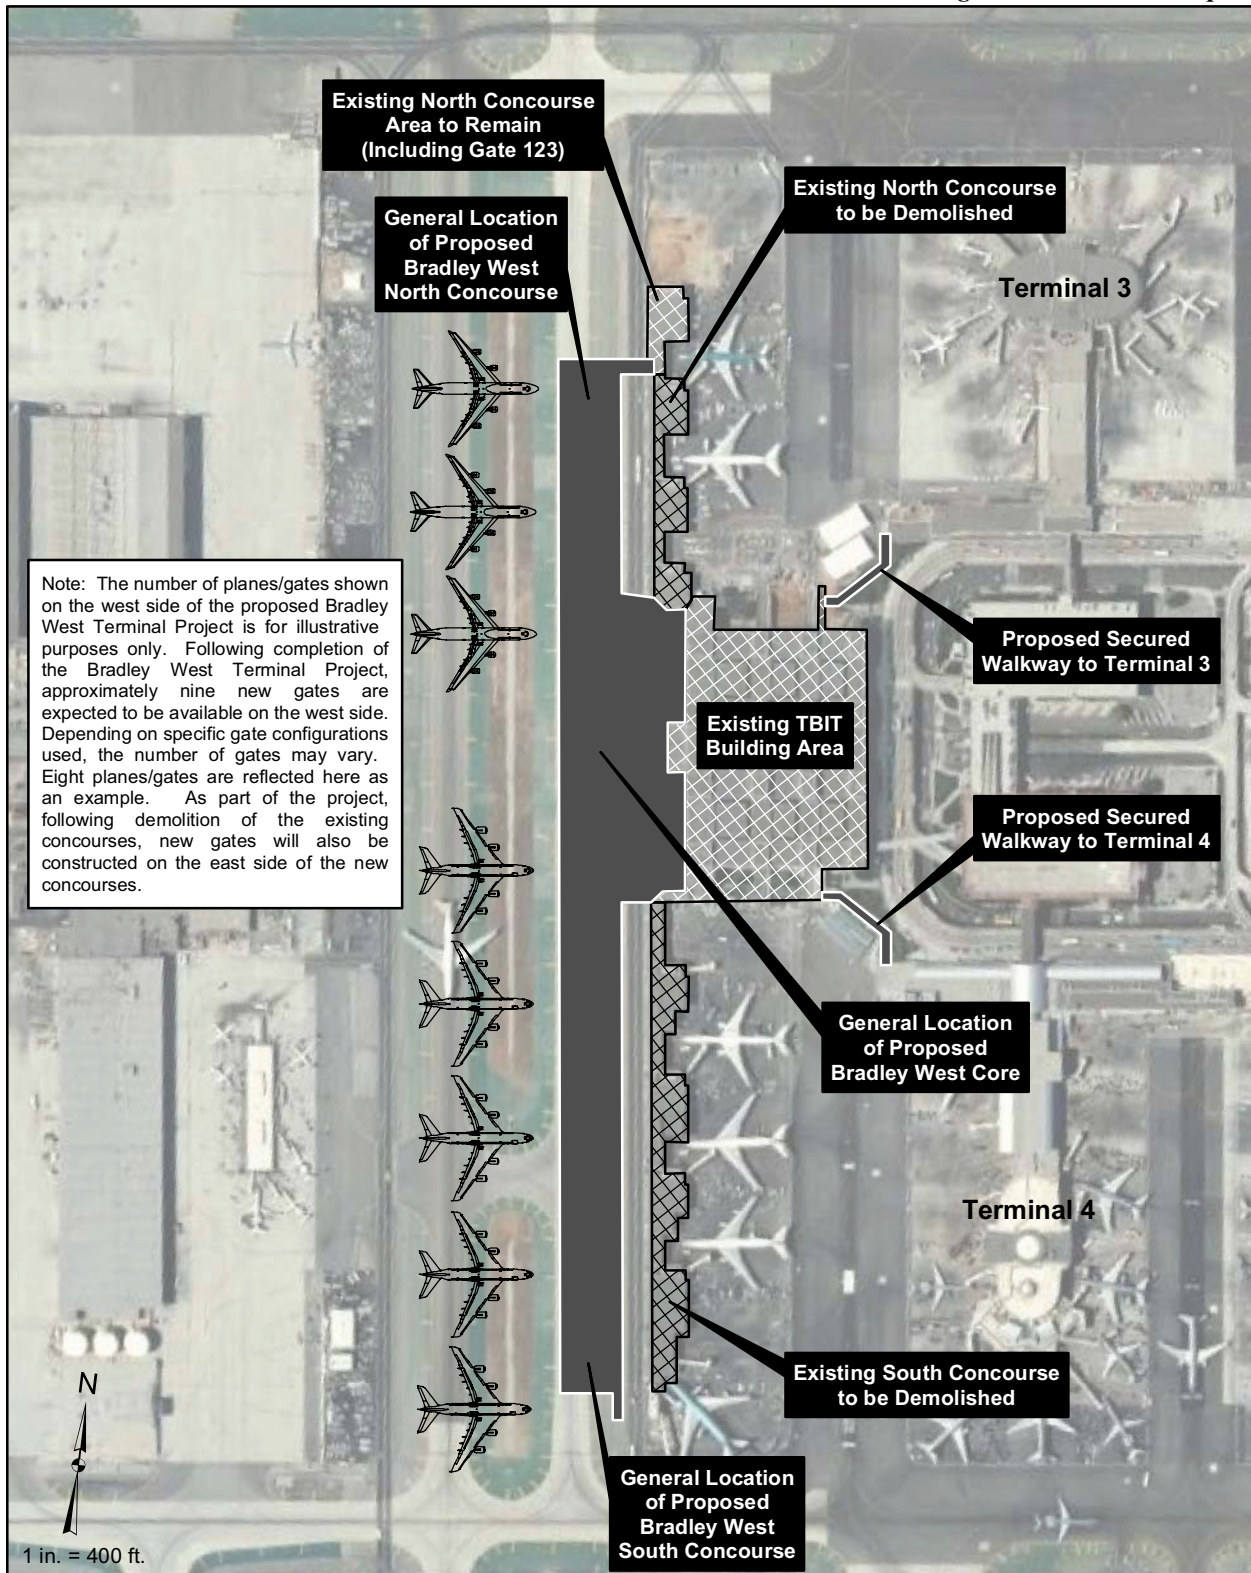 Existing North Concourse
Area to Remain
(Including Gate 123)
Existing North Concourse
to be Demolished
General Location
of Proposed
Bradley West
North Concourse
Terminal 3
Note: The number of planes/gates shown
on the west side of the proposed Bradley
West Terminal Project is for illustrative
purposes only. Following completion of
the Bradley West Terminal Project,
approximately nine new gates are
expected to be available on the west side.
Depending on specific gate configurations
used, the number of gates may vary.
Eight planes/gates are reflected here as
an example. As part of the project,
following demolition of the existing
concourses, new gates will also be
constructed on the east side of the new
concourses.
Proposed Secured
Walkway to Terminal 3
Existing TBIT
Building Area
Proposed Secured
Walkway to Terminal 4
General Location
of Proposed
Bradley West Core
Terminal 4
Existing South Concourse
to be Demolished
N
General Location
of Proposed
Bradley West
South Concourse
1 in. = 400 ft.